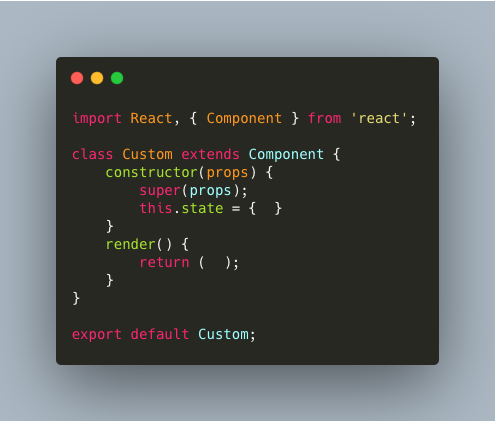 import React, { Component } from 'react';
class Custom extends Component {
    constructor(props) {
        super(props);
        this.state = {  }
    }
    render() {
        return (  );
    }
}
export default Custom;